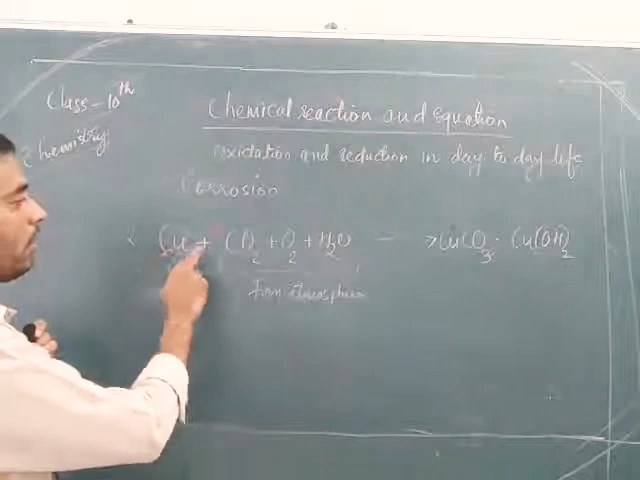 Class - 10th
Chemistry
Chemical reaction and Equation
oxidation and reduction in day to day life
Corrosion
2 Cu + CO2 + O2 + H2O → CuCO3 . Cu(OH)2
from atmosphere